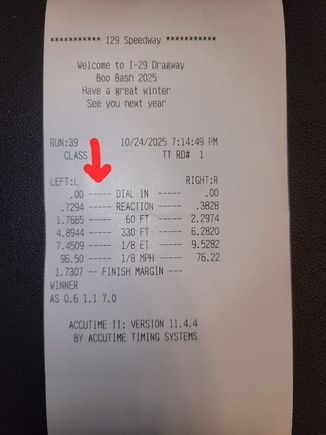 *********** I29 Speedway ***********
Welcome to I-29 Dragway
Boo Bash 2025
Have a great winter
See you next year
RUN:39 10/24/2025 7:14:49 PM
CLASS TT RD# 1
LEFT:L RIGHT:R
.00 ----- DIAL IN ----- .00
.7294 ----- REACTION ----- .3828
1.7665 ----- 60 FT ----- 2.2974
4.8944 ----- 330 FT ----- 6.2820
7.4509 ----- 1/8 ET ----- 9.5282
96.50 ----- 1/8 MPH ----- 76.22
1.7307 -- FINISH MARGIN ---
WINNER
AS 0.6 1.1 7.0
ACCUTIME II: VERSION 11.4.4
BY ACCUTIME TIMING SYSTEMS